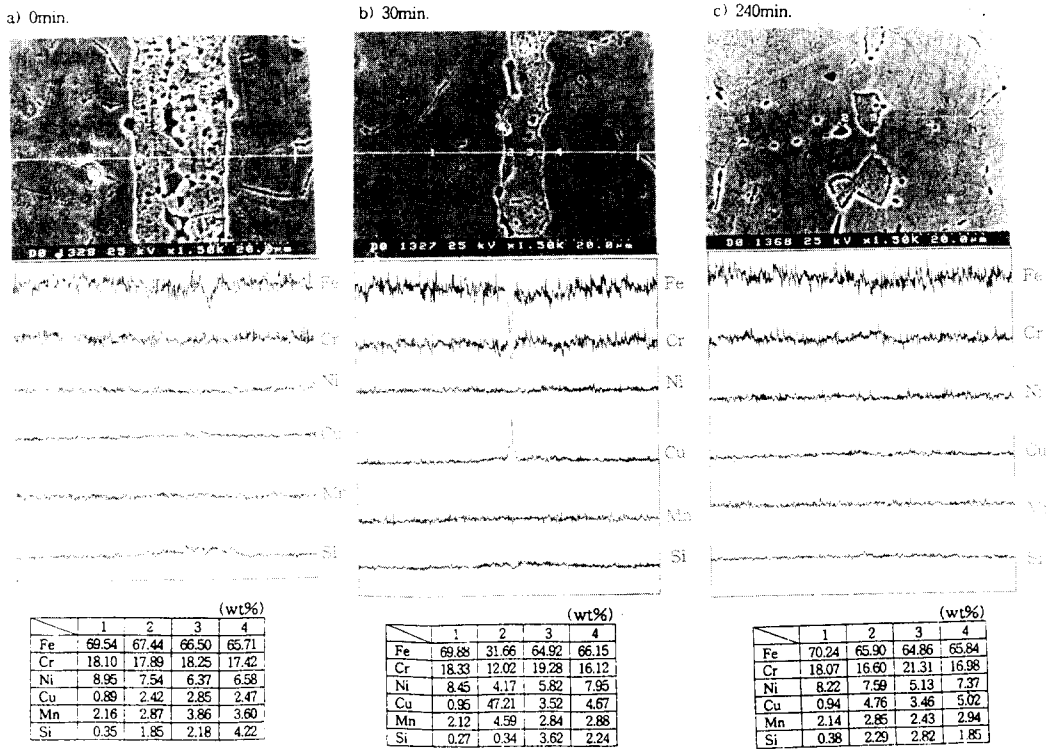 a) 0min.
b) 30min.
c) 240min.
1 2 3 4
D0 1328 25 kV x1.50K 20.0µm
D0 1327 25 kV x1.50K 20.0µm
D0 1368 25 kV x1.50K 20.0µm
Fe
Cr
Ni
Cu
Mn
Si
Fe
Cr
Ni
Cu
Mn
Si
Fe
Cr
Ni
Cu
Si
(wt%)
1 2 3 4
Fe 69.54 67.44 66.50 65.71
Cr 18.10 17.89 18.25 17.42
Ni 8.95 7.54 6.37 6.58
Cu 0.89 2.42 2.85 2.47
Mn 2.16 2.87 3.86 3.60
Si 0.35 1.85 2.18 4.22
(wt%)
1 2 3 4
Fe 69.88 31.66 64.92 66.15
Cr 18.33 12.02 19.28 16.12
Ni 8.45 4.17 5.82 7.95
Cu 0.95 47.21 3.52 4.67
Mn 2.12 4.59 2.84 2.88
Si 0.27 0.34 3.62 2.24
(wt%)
1 2 3 4
Fe 70.24 65.90 64.86 65.84
Cr 18.07 16.60 21.31 16.98
Ni 8.22 7.59 5.13 7.37
Cu 0.94 4.76 3.46 5.02
Mn 2.14 2.85 2.43 2.94
Si 0.38 2.29 2.82 1.85